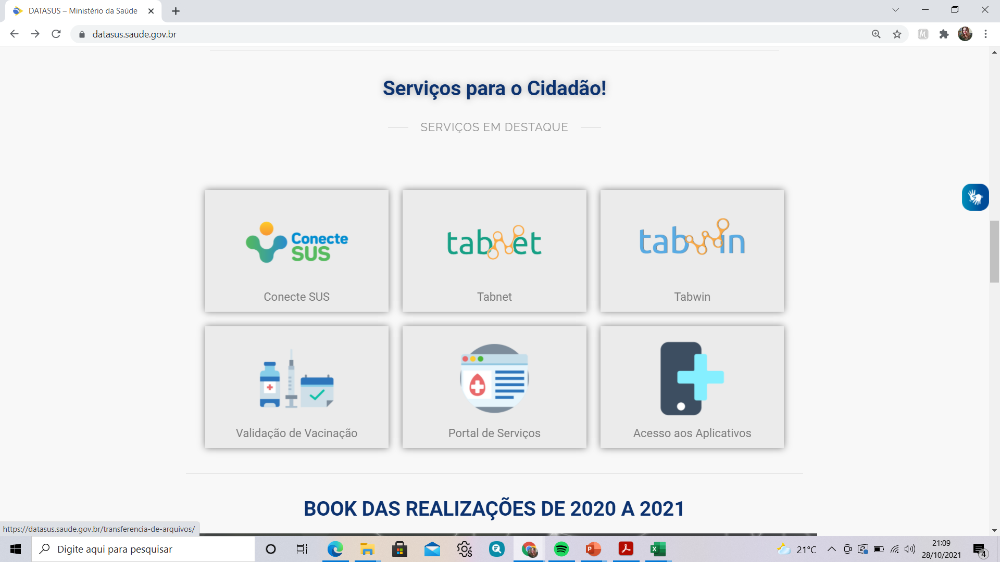 DATASUS – Ministério da Saúde
datasus.saude.gov.br
Serviços para o Cidadão!
SERVIÇOS EM DESTAQUE
Conecte
SUS
tabnet
tabwin
Conecte SUS
Tabnet
Tabwin
Validação de Vacinação
Portal de Serviços
Acesso aos Aplicativos
BOOK DAS REALIZAÇÕES DE 2020 A 2021
https://datasus.saude.gov.br/transferencia-de-arquivos/
Digite aqui para pesquisar
21°C
21:09
28/10/2021
4